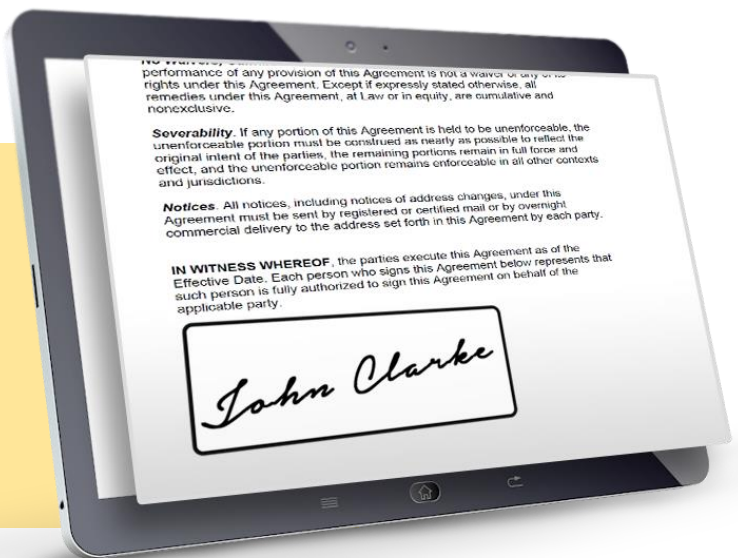 performance of any provision of this Agreement is not a waiver of any of its
rights under this Agreement. Except if expressly stated otherwise, all
remedies under this Agreement, at Law or in equity, are cumulative and
nonexclusive.
Severability. If any portion of this Agreement is held to be unenforceable, the
unenforceable portion must be construed as nearly as possible to reflect the
original intent of the parties, the remaining portions remain in full force and
effect, and the unenforceable portion remains enforceable in all other contexts
and jurisdictions.
Notices. All notices, including notices of address changes, under this
Agreement must be sent by registered or certified mail or by overnight
commercial delivery to the address set forth in this Agreement by each party.
IN WITNESS WHEREOF, the parties execute this Agreement as of the
Effective Date. Each person who signs this Agreement below represents that
such person is fully authorized to sign this Agreement on behalf of the
applicable party.
John Clarke